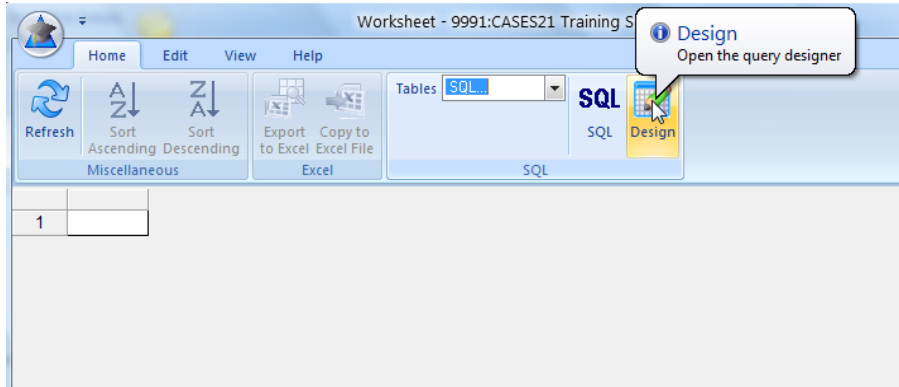 Worksheet - 9991:CASES21 Training S
Design
Open the query designer
Home Edit View Help
Tables SQL...
Refresh
A Z
Sort Ascending
Z A
Sort Descending
Export to Excel
Copy to Excel File
SQL
SQL
Design
Miscellaneous
Excel
SQL
1